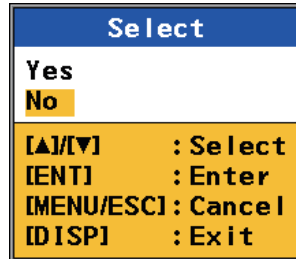 Select
Yes
No
[▲]/[▼] :Select
[ENT] :Enter
[MENU/ESC]:Cancel
[DISP] :Exit